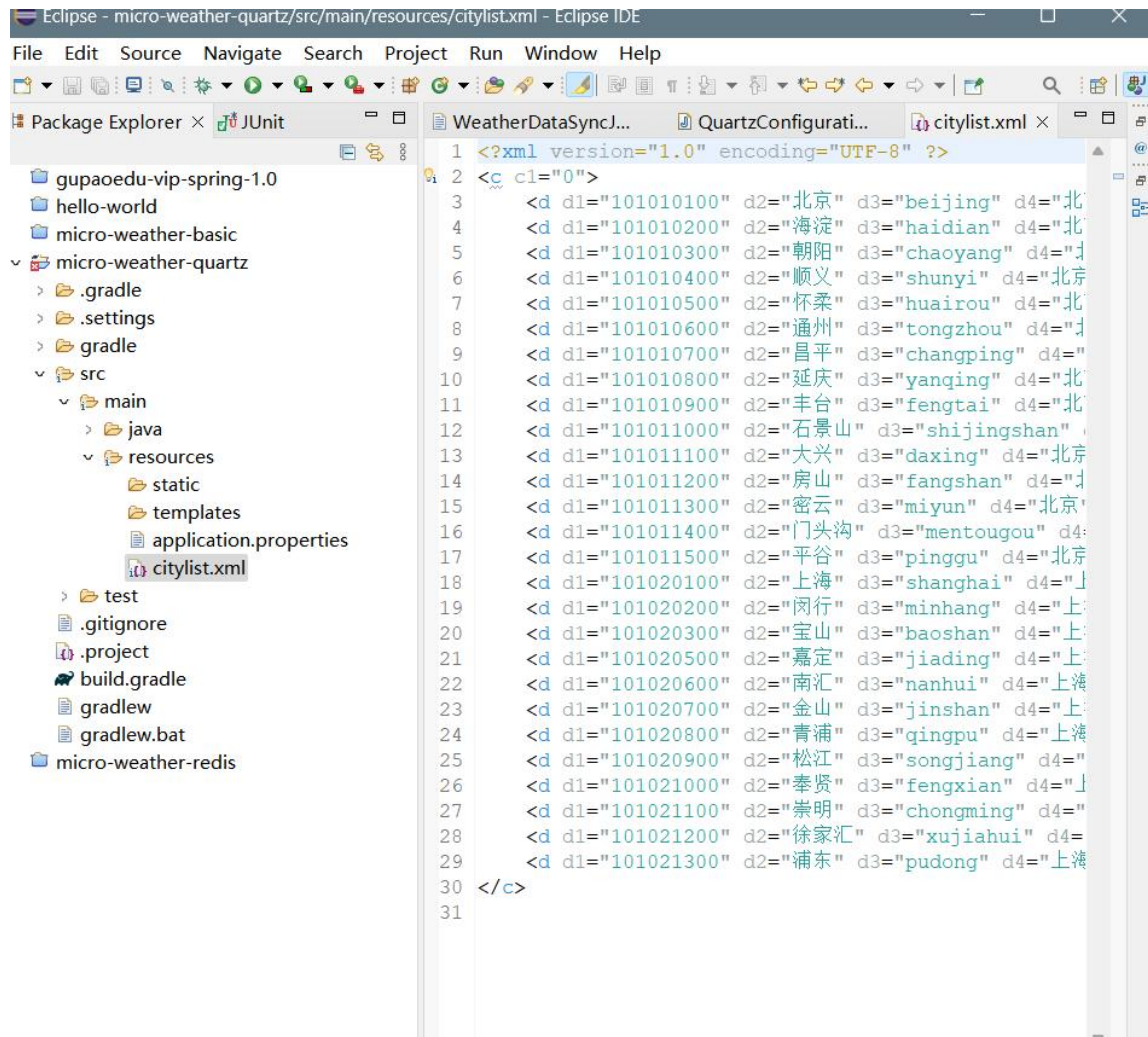 Eclipse - micro-weather-quartz/src/main/resources/citylist.xml - Eclipse IDE
File Edit Source Navigate Search Project Run Window Help
Package Explorer JUnit
gupaoedu-vip-spring-1.0
hello-world
micro-weather-basic
micro-weather-quartz
.gradle
.settings
gradle
src
main
java
resources
static
templates
application.properties
citylist.xml
test
.gitignore
.project
build.gradle
gradlew
gradlew.bat
micro-weather-redis
WeatherDataSyncJ... QuartzConfigurati... citylist.xml
1 <?xml version="1.0" encoding="UTF-8" ?>
2 <c c1="0">
3 <d d1="101010100" d2="北京" d3="beijing" d4="北
4 <d d1="101010200" d2="海淀" d3="haidian" d4="北
5 <d d1="101010300" d2="朝阳" d3="chaoyang" d4="
6 <d d1="101010400" d2="顺义" d3="shunyi" d4="北京
7 <d d1="101010500" d2="怀柔" d3="huairou" d4="北
8 <d d1="101010600" d2="通州" d3="tongzhou" d4="
9 <d d1="101010700" d2="昌平" d3="changping" d4="
10 <d d1="101010800" d2="延庆" d3="yanqing" d4="北
11 <d d1="101010900" d2="丰台" d3="fengtai" d4="北
12 <d d1="101011000" d2="石景山" d3="shijingshan"
13 <d d1="101011100" d2="大兴" d3="daxing" d4="北京
14 <d d1="101011200" d2="房山" d3="fangshan" d4="
15 <d d1="101011300" d2="密云" d3="miyun" d4="北京"
16 <d d1="101011400" d2="门头沟" d3="mentougou" d4
17 <d d1="101011500" d2="平谷" d3="pinggu" d4="北京
18 <d d1="101020100" d2="上海" d3="shanghai" d4="上
19 <d d1="101020200" d2="闵行" d3="minhang" d4="上
20 <d d1="101020300" d2="宝山" d3="baoshan" d4="上
21 <d d1="101020500" d2="嘉定" d3="jiading" d4="上
22 <d d1="101020600" d2="南汇" d3="nanhui" d4="上海
23 <d d1="101020700" d2="金山" d3="jinshan" d4="上
24 <d d1="101020800" d2="青浦" d3="qingpu" d4="上海
25 <d d1="101020900" d2="松江" d3="songjiang" d4="
26 <d d1="101021000" d2="奉贤" d3="fengxian" d4="上
27 <d d1="101021100" d2="崇明" d3="chongming" d4="
28 <d d1="101021200" d2="徐家汇" d3="xujiahui" d4=
29 <d d1="101021300" d2="浦东" d3="pudong" d4="上海
30 </c>
31